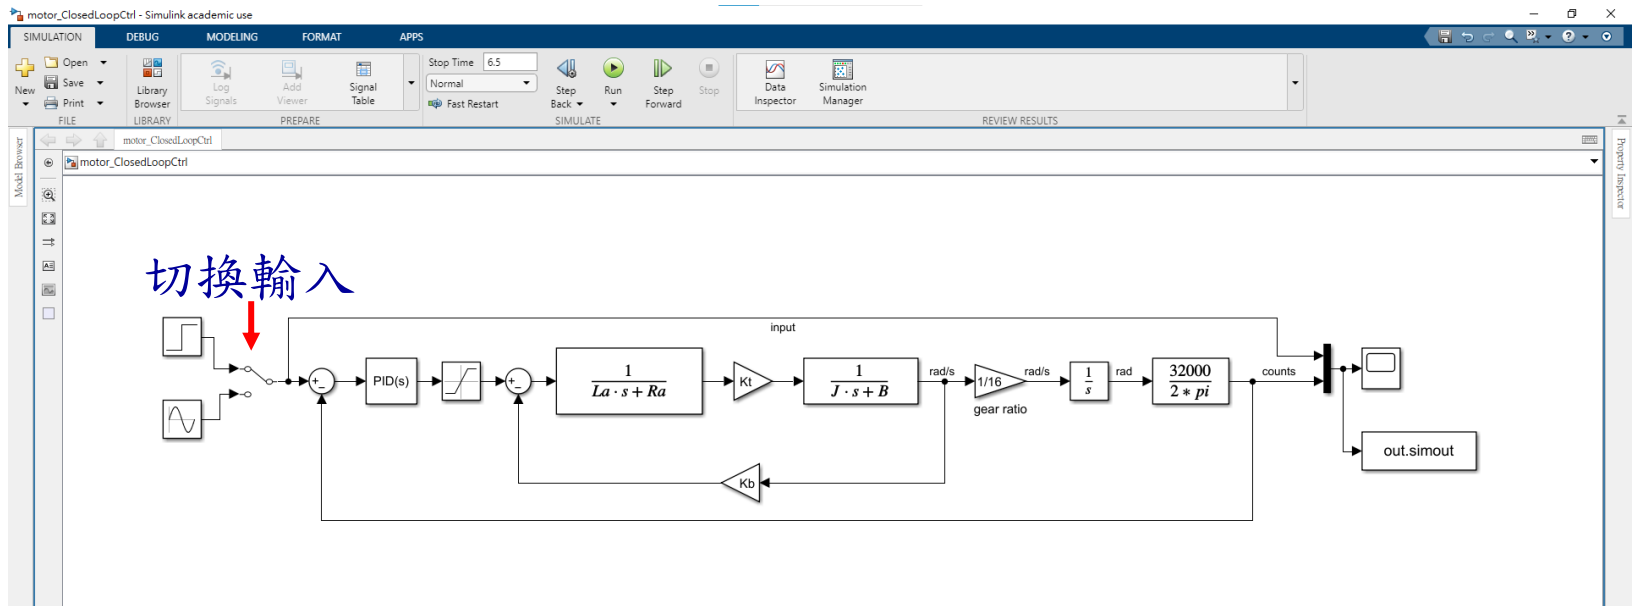 motor_ClosedLoopCtrl - Simulink academic use
SIMULATION DEBUG MODELING FORMAT APPS
New
Open
Save
Print
FILE
Library Browser
LIBRARY
Log Signals
Add Viewer
Signal Table
PREPARE
Stop Time 6.5
Normal
Fast Restart
Step Back
Run
Step Forward
Stop
SIMULATE
Data Inspector
Simulation Manager
REVIEW RESULTS
Model Browser
motor_ClosedLoopCtrl
motor_ClosedLoopCtrl
Property Inspector
切換輸入
input
PID(s)
1
La · s + Ra
Kt
1
J · s + B
rad/s
1/16
gear ratio
rad/s
1
s
rad
32000
2 * pi
counts
Kb
out.simout